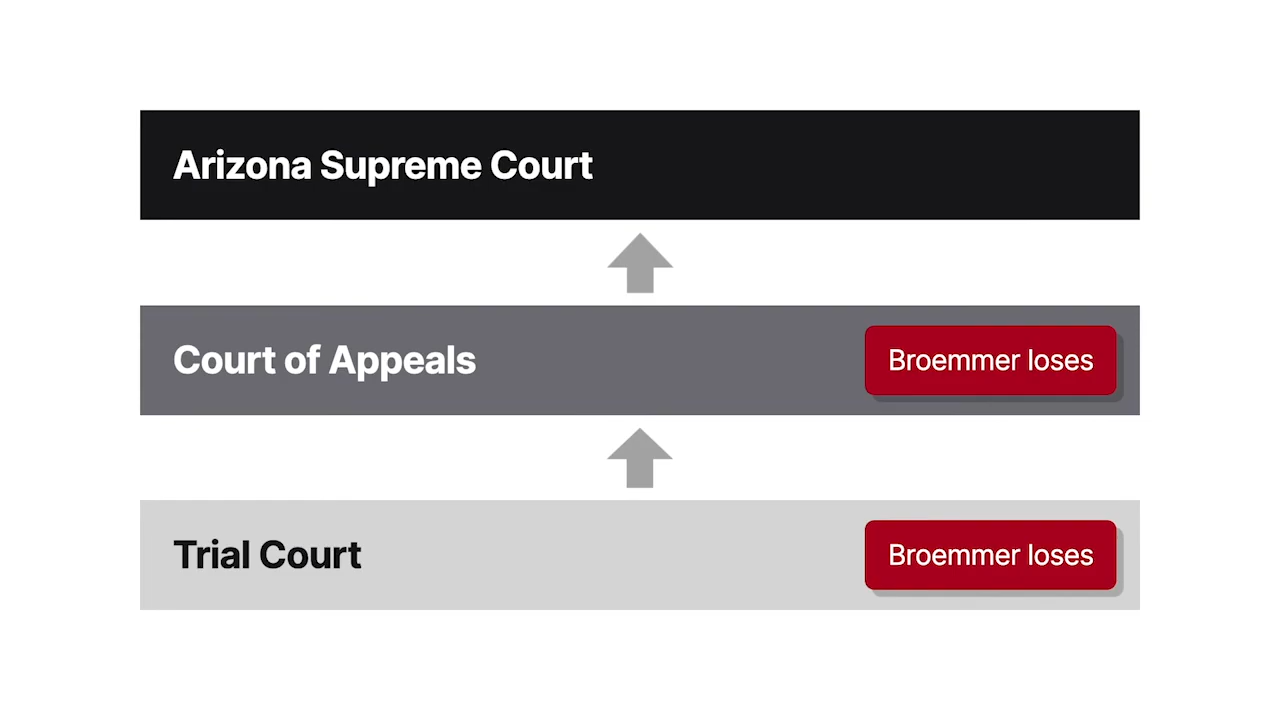 Arizona Supreme Court
Court of Appeals
Broemmer loses
Trial Court
Broemmer loses